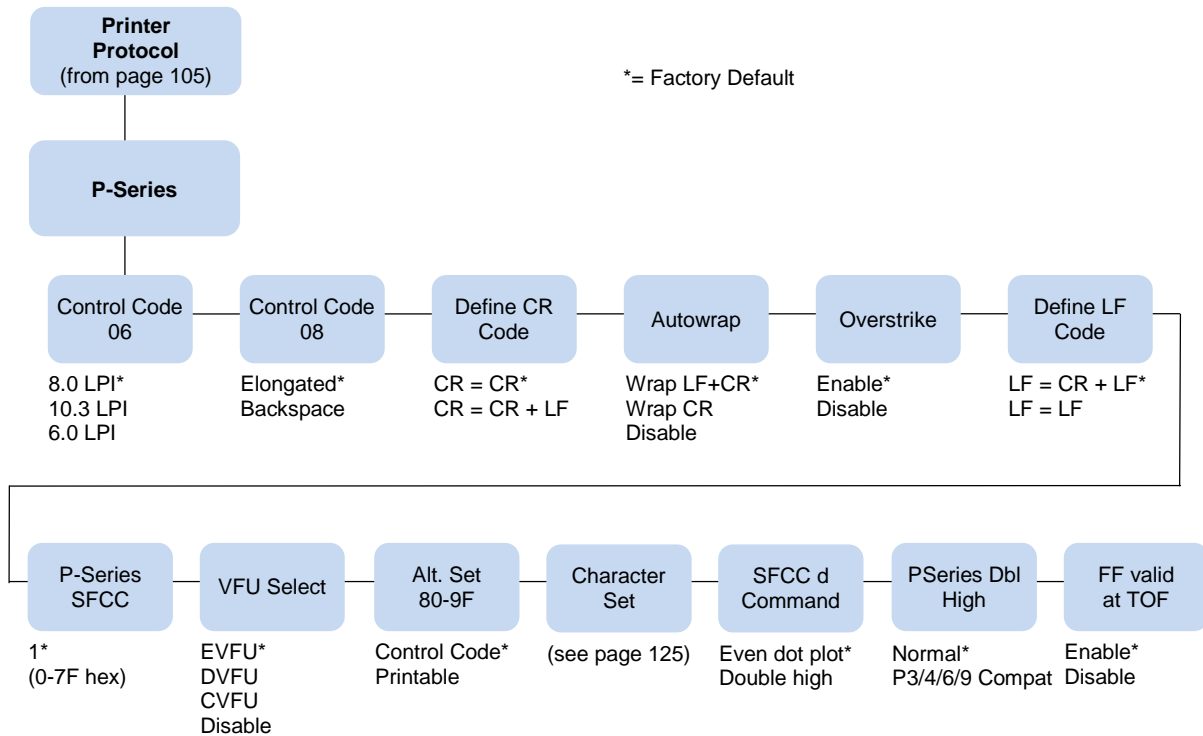 Printer
Protocol
(from page 105)
*= Factory Default
P-Series
Control Code
06
8.0 LPI*
10.3 LPI
6.0 LPI
Control Code
08
Elongated*
Backspace
Define CR
Code
CR = CR*
CR = CR + LF
Autowrap
Wrap LF+CR*
Wrap CR
Disable
Overstrike
Enable*
Disable
Define LF
Code
LF = CR + LF*
LF = LF
P-Series
SFCC
1*
(0-7F hex)
VFU Select
EVFU*
DVFU
CVFU
Disable
Alt. Set
80-9F
Control Code*
Printable
Character
Set
(see page 125)
SFCC d
Command
Even dot plot*
Double high
PSeries Dbl
High
Normal*
P3/4/6/9 Compat
FF valid
at TOF
Enable*
Disable